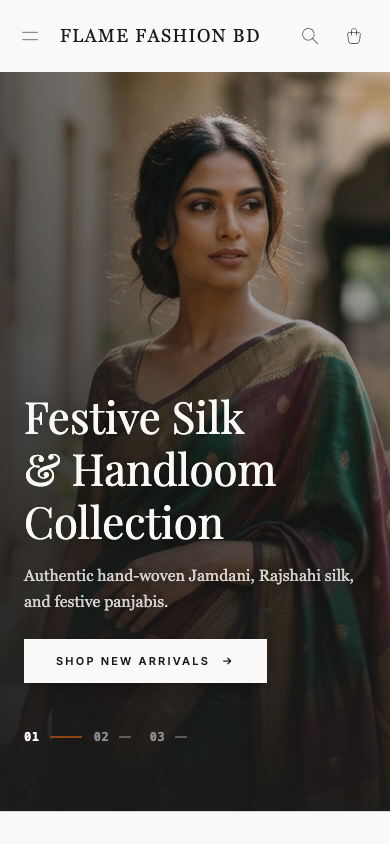 FLAME FASHION BD
Festive Silk
& Handloom
Collection
Authentic hand-woven Jamdani, Rajshahi silk,
and festive panjabis.
SHOP NEW ARRIVALS →
01 02 03